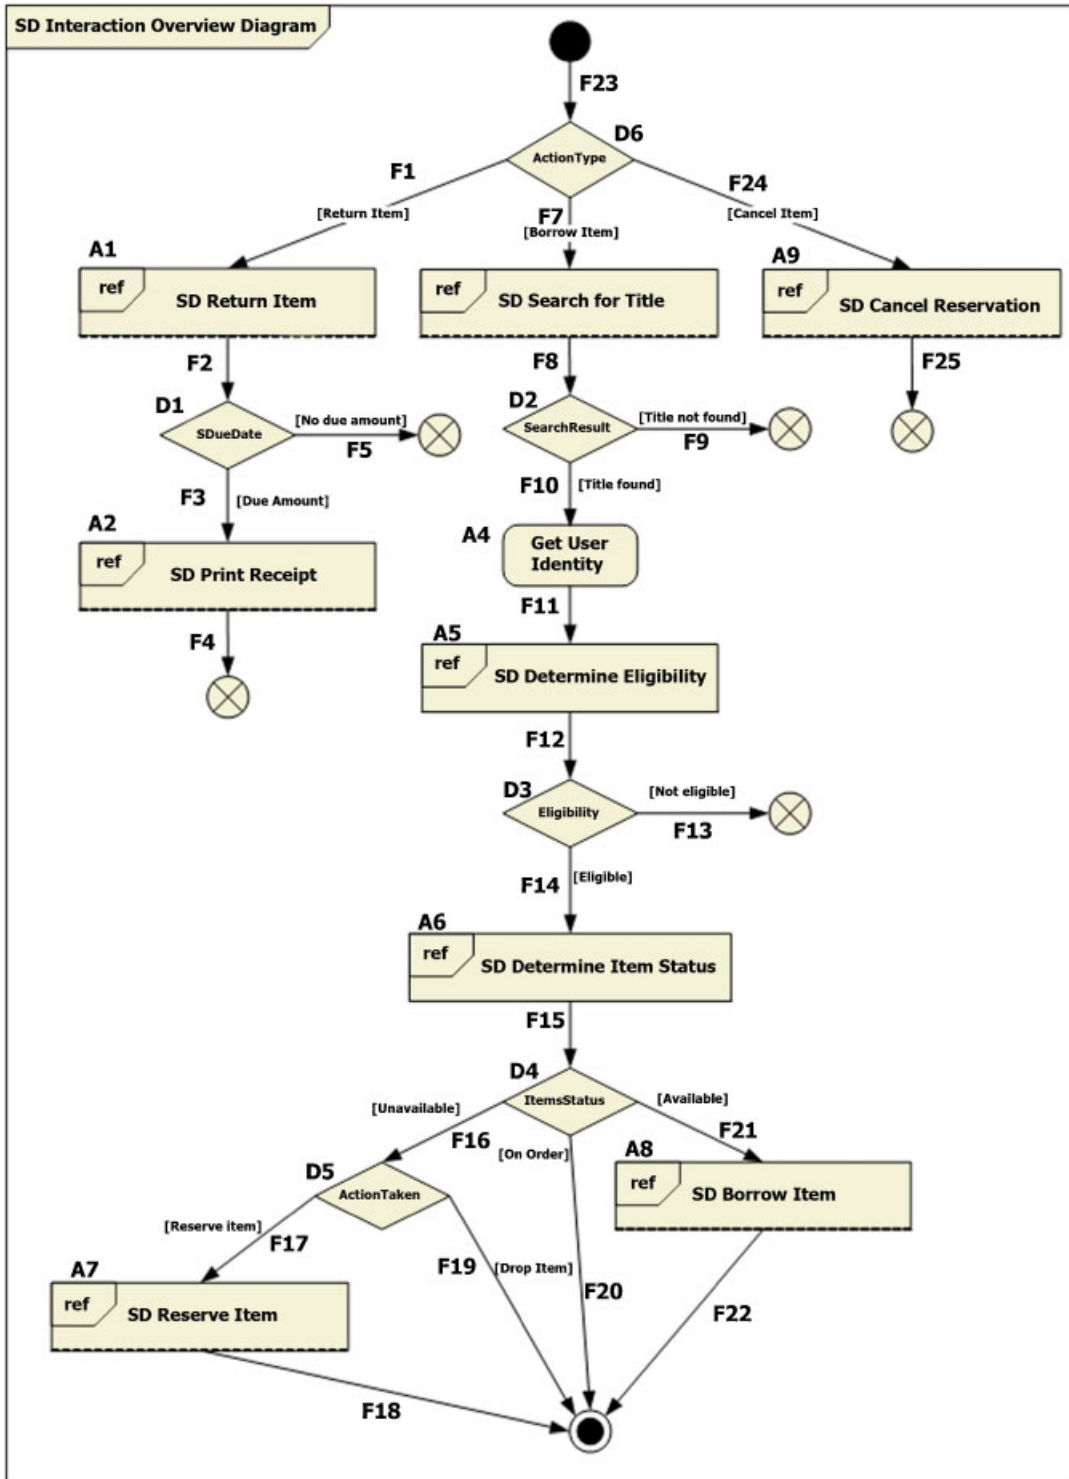 SD Interaction Overview Diagram
F23
D6
ActionType
F1
F24
[Return Item]
F7
[Borrow Item]
[Cancel Item]
A1
ref
SD Return Item
ref
SD Search for Title
A9
ref
SD Cancel Reservation
F2
F8
F25
D1
SDueDate
[No due amount]
F5
D2
SearchResult
[Title not found]
F9
F3
[Due Amount]
F10
[Title found]
A2
ref
SD Print Receipt
A4
Get User
Identity
F4
F11
A5
ref
SD Determine Eligibility
F12
D3
Eligibility
[Not eligible]
F13
F14
[Eligible]
A6
ref
SD Determine Item Status
F15
D4
ItemsStatus
[Unavailable]
F16
[On Order]
[Available]
F21
D5
ActionTaken
A8
ref
SD Borrow Item
[Reserve item]
F17
F19
[Drop Item]
F20
F22
A7
ref
SD Reserve Item
F18